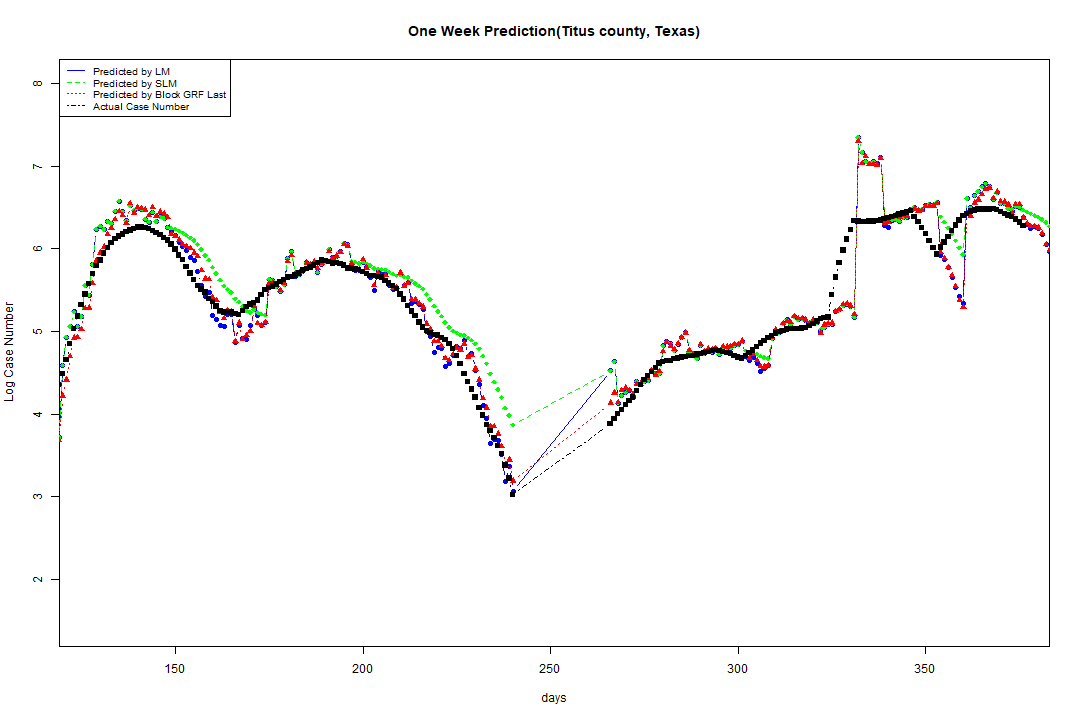 One Week Prediction(Titus county, Texas)
Predicted by LM
Predicted by SLM
Predicted by Block GRF Last
Actual Case Number
8
7
6
5
4
3
2
Log Case Number
150 200 250 300 350
days